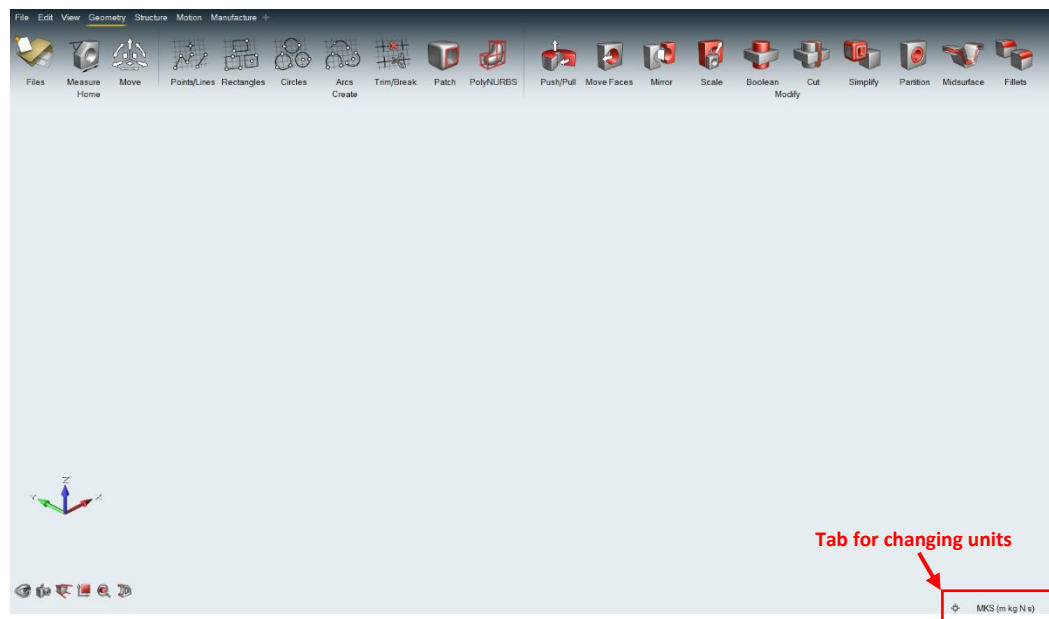 File Edit View Geometry Structure Motion Manufacture +
Files Measure Move Points/Lines Rectangles Circles Arcs Trim/Break Patch PolyNURBS Push/Pull Move Faces Mirror Scale Boolean Cut Simplify Partition Midsurface Fillets
Home Create Modify
Z
Y X
Tab for changing units
MKS (m kg N s)